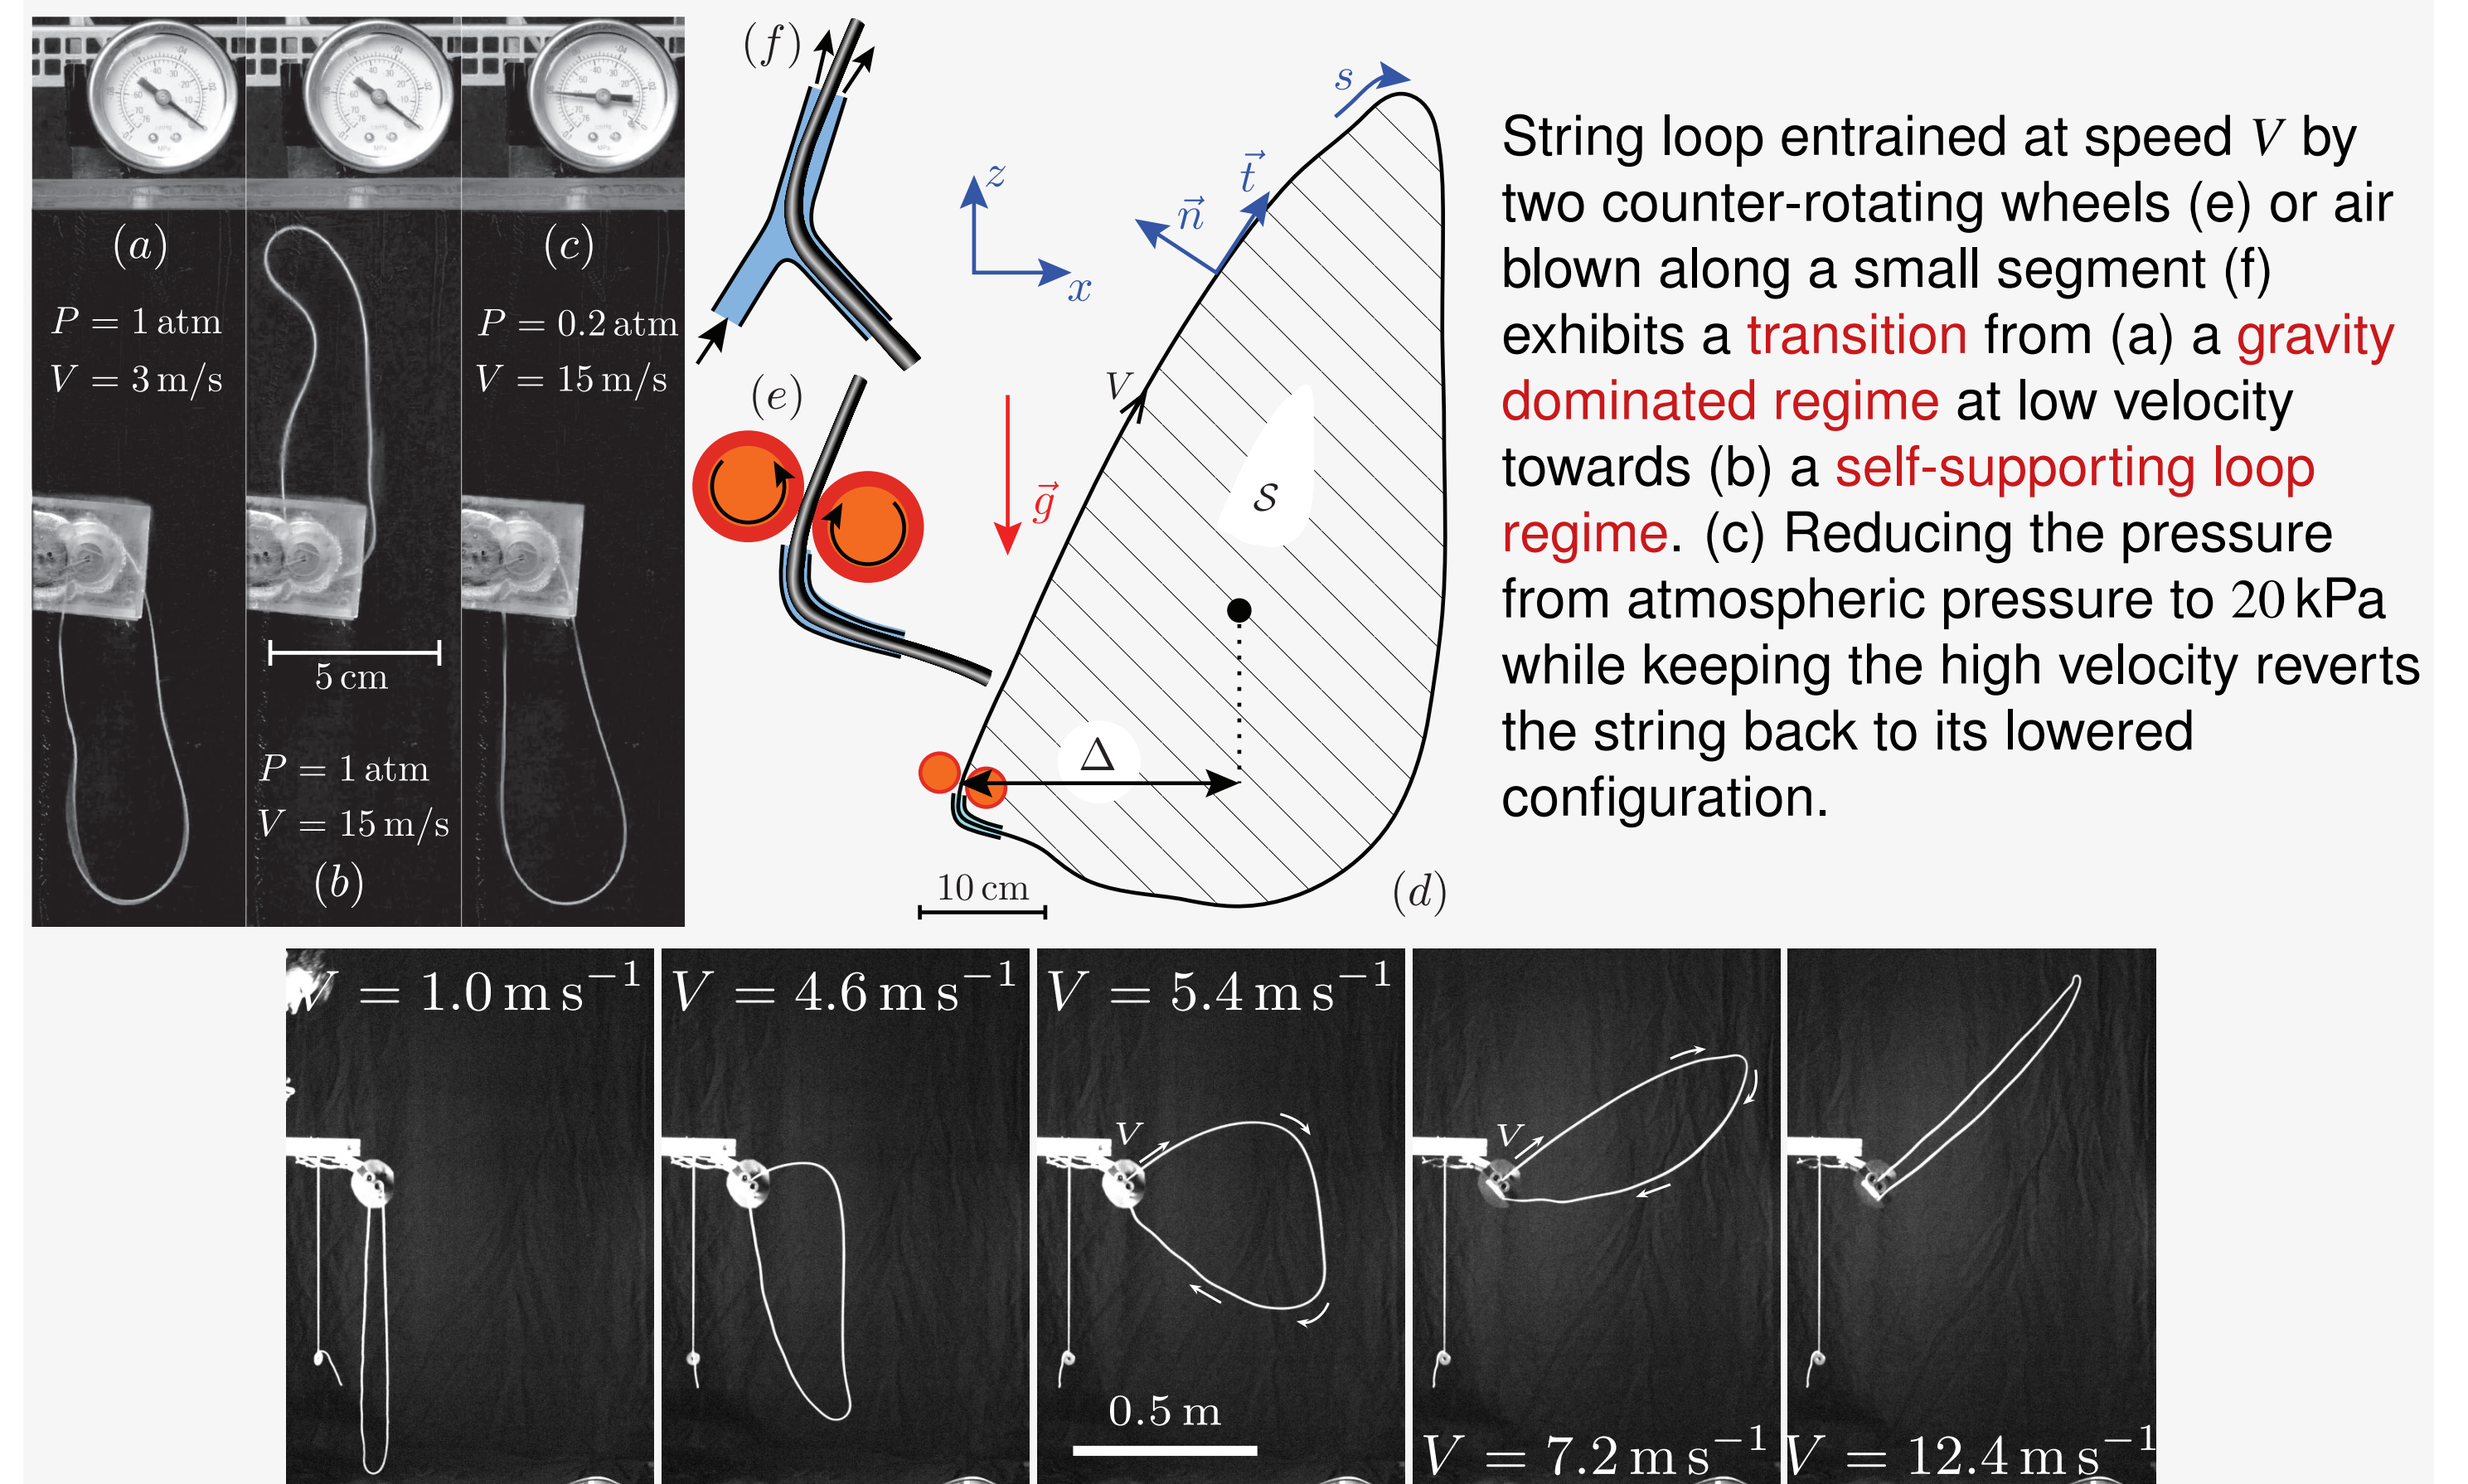 (a)
P = 1 atm
V = 3 m/s
5 cm
P = 1 atm
V = 15 m/s
(b)
(c)
P = 0.2 atm
V = 15 m/s
(f)
(e)
z
x
g⃗
s
t⃗
n⃗
V
S
Δ
10 cm
(d)
String loop entrained at speed V by
two counter-rotating wheels (e) or air
blown along a small segment (f)
exhibits a transition from (a) a gravity
dominated regime at low velocity
towards (b) a self-supporting loop
regime. (c) Reducing the pressure
from atmospheric pressure to 20 kPa
while keeping the high velocity reverts
the string back to its lowered
configuration.
V = 1.0 m s⁻¹
V = 4.6 m s⁻¹
V = 5.4 m s⁻¹
V
0.5 m
V
V = 7.2 m s⁻¹
V = 12.4 m s⁻¹